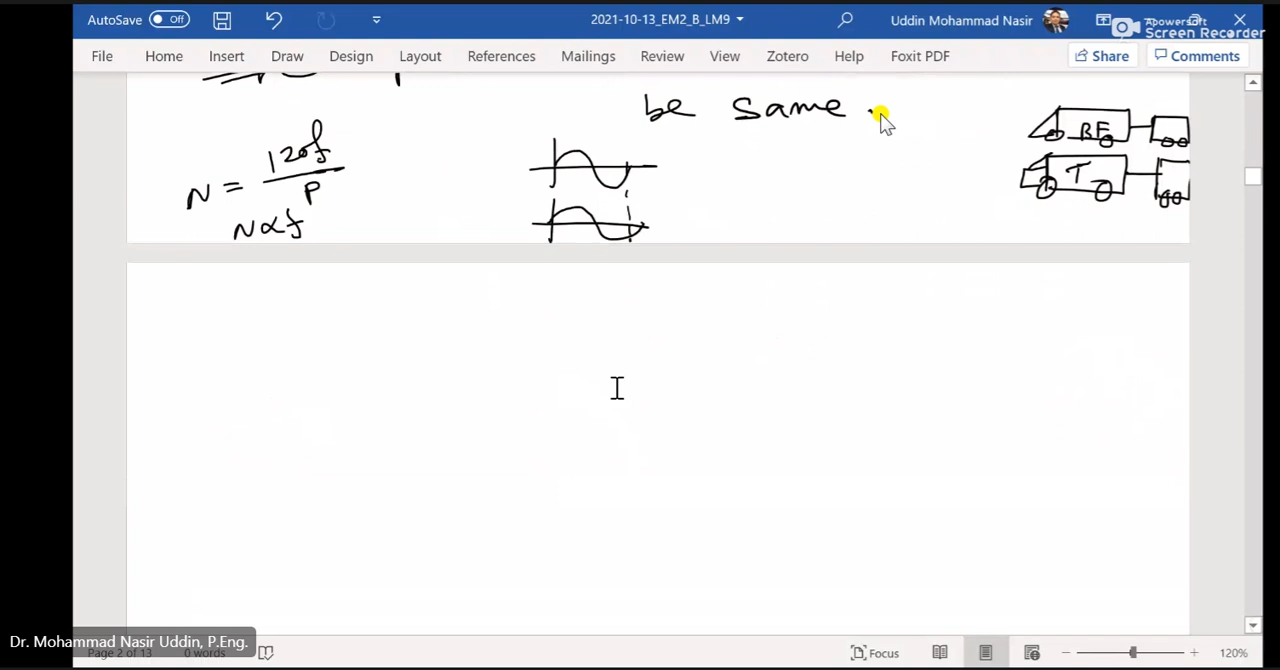 AutoSave Off 2021-10-13_EM2_B_LM9 Uddin Mohammad Nasir
Apowersoft
Screen Recorder
File Home Insert Draw Design Layout References Mailings Review View Zotero Help Foxit PDF Share Comments
be same
N = 120f / P
N∝f
T
Dr. Mohammad Nasir Uddin, P.Eng.
Page 2 of 13 0 words Focus 120%